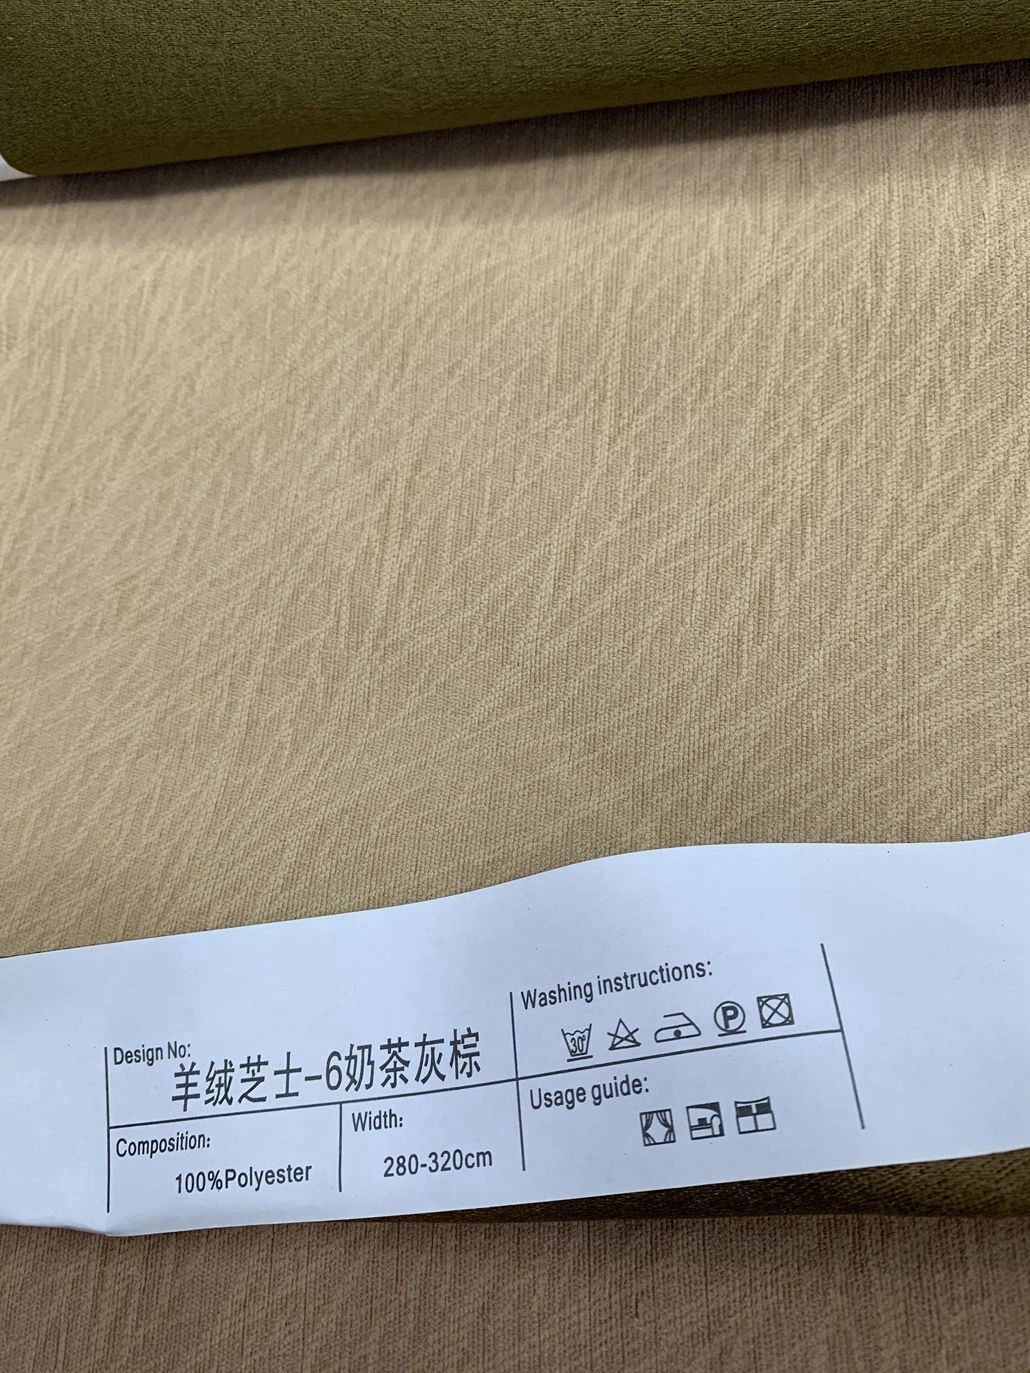 Design No:
羊绒芝士-6奶茶灰棕
Composition:
100%Polyester
Width:
280-320cm
Washing instructions:
30°
P
Usage guide: